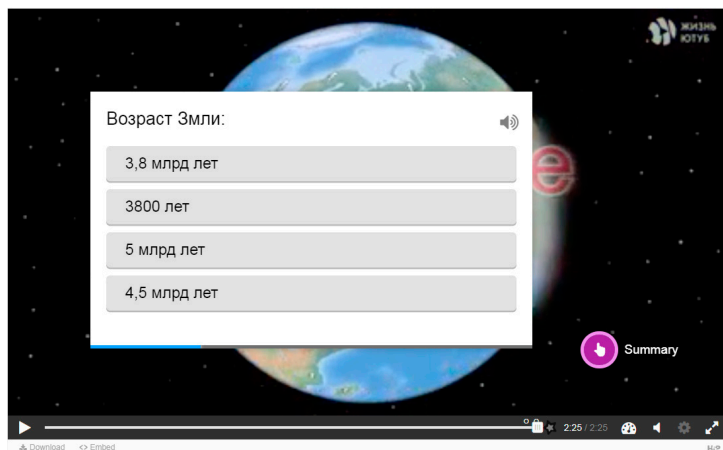 ЖИЗНЬ
ЮТУБ
Возраст Змли:
е
3,8 млрд лет
3800 лет
5 млрд лет
4,5 млрд лет
Summary
2:25 / 2:25
Download <> Embed